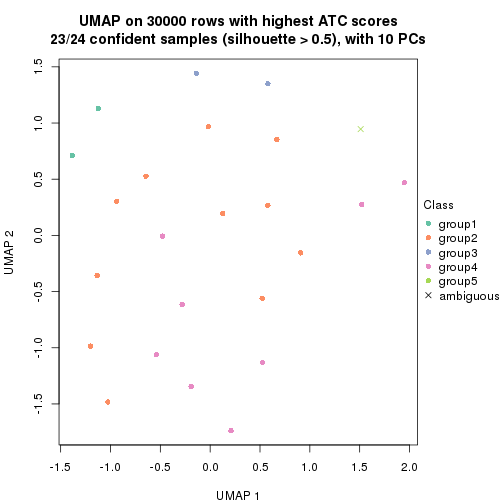 UMAP on 30000 rows with highest ATC scores
23/24 confident samples (silhouette > 0.5), with 10 PCs
1.5
1.0
0.5
0.0
-0.5
-1.0
-1.5
UMAP 2
-1.5
-1.0
-0.5
0.0
0.5
1.0
1.5
2.0
UMAP 1
Class
group1
group2
group3
group4
group5
ambiguous